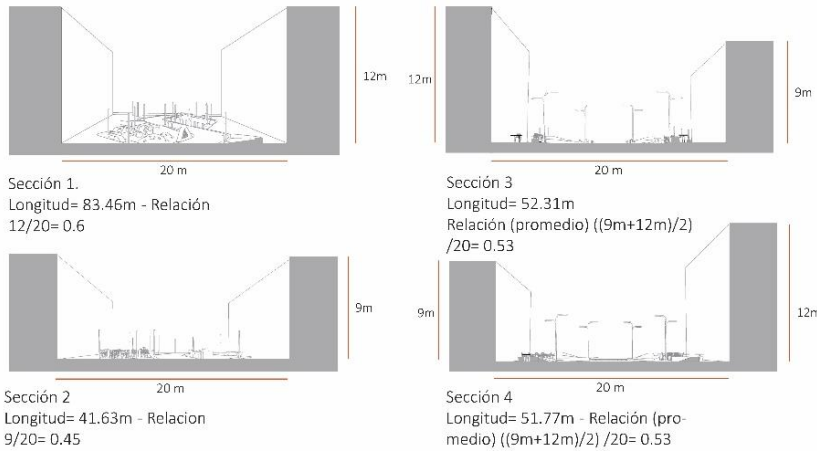 12m
20 m
Sección 1.
Longitud= 83.46m - Relación
12/20= 0.6
12m
9m
20 m
Sección 3
Longitud= 52.31m
Relación (promedio) ((9m+12m)/2)
/20= 0.53
9m
20 m
Sección 2
Longitud= 41.63m - Relacion
9/20= 0.45
9m
12m
20 m
Sección 4
Longitud= 51.77m - Relación (pro-
medio) ((9m+12m)/2) /20= 0.53